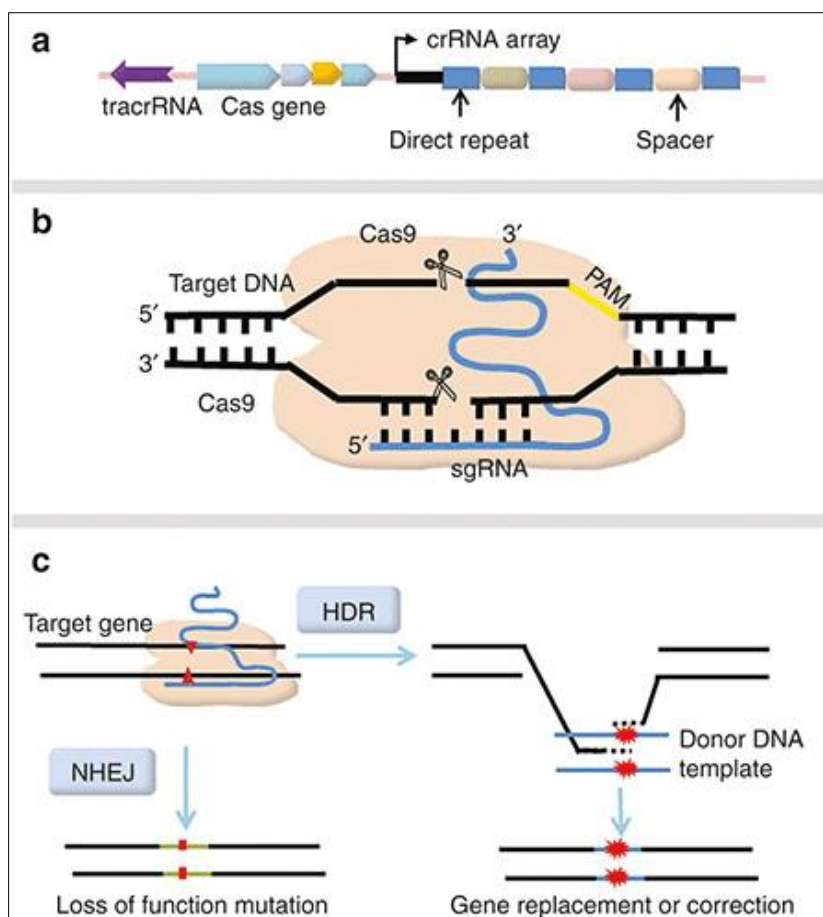 a
crRNA array
tracrRNA
Cas gene
Direct repeat
Spacer
b
Cas9
3′
Target DNA
PAM
5′
3′
Cas9
5′
sgRNA
c
Target gene
HDR
NHEJ
Donor DNA
template
Loss of function mutation
Gene replacement or correction